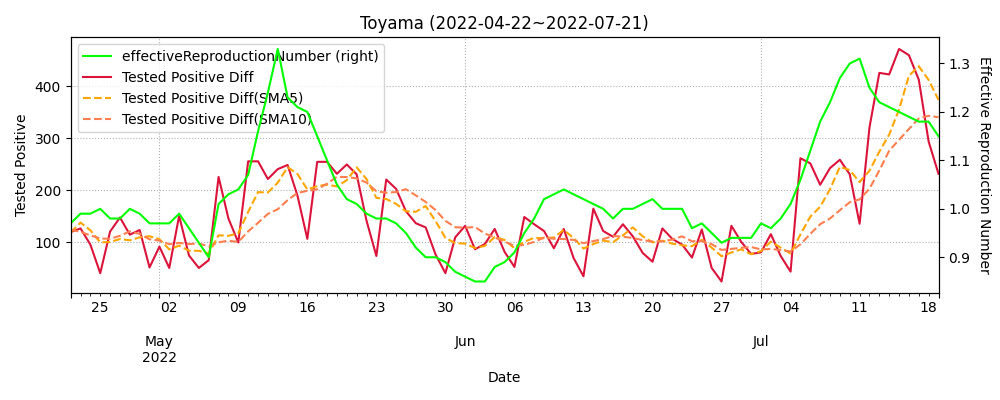 Toyama (2022-04-22~2022-07-21)
effectiveReproductionNumber (right)
Tested Positive Diff
Tested Positive Diff(SMA5)
Tested Positive Diff(SMA10)
Tested Positive
400
300
200
100
1.3
1.2
1.1
1.0
0.9
Effective Reproduction Number
25 02 09 16 23 06 13 20 27 04 11 18
May Jun Jul
2022
Date